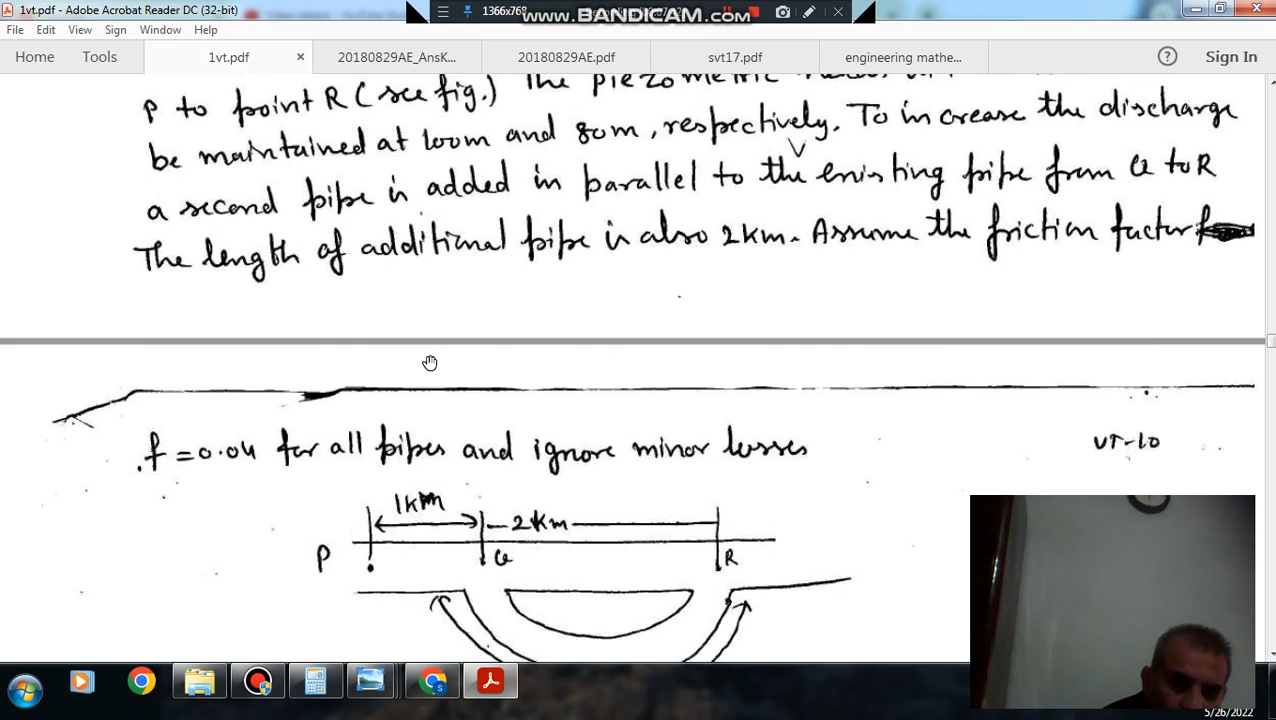 1vt.pdf - Adobe Acrobat Reader DC (32-bit)
1366x768
www.BANDICAM.com
File Edit View Sign Window Help
Home Tools 1vt.pdf × 20180829AE_AnsK... 20180829AE.pdf svt17.pdf engineering mathe... Sign In
P to point R (see fig.) The piezometric
be maintained at 100m and 80m, respectively. To increase the discharge
a second pipe is added in parallel to the existing pipe from Q to R
The length of additional pipe is also 2km. Assume the friction factor
f = 0.04 for all pipes and ignore minor losses
VT-10
1km
2km
P Q R
5/26/2022